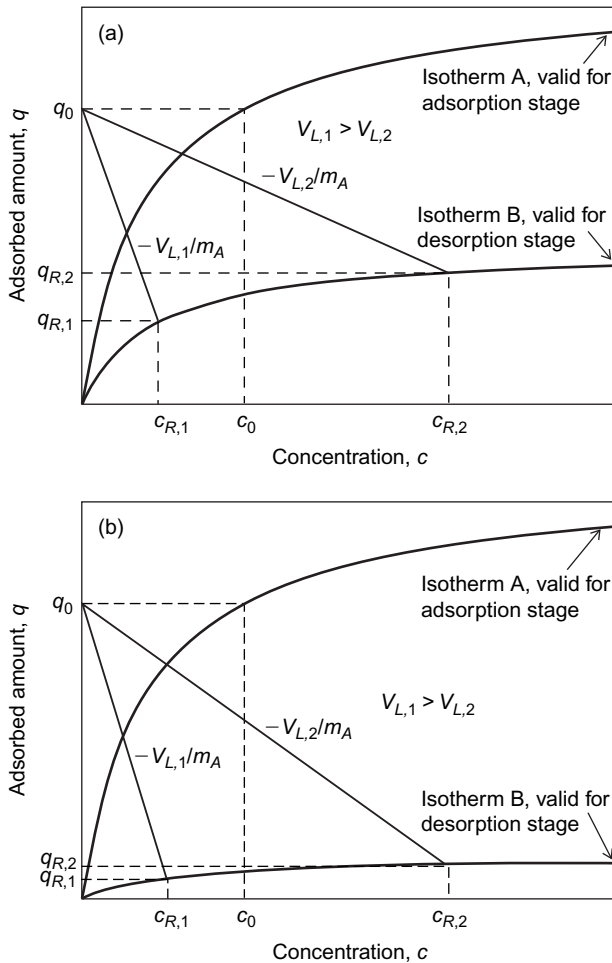 (a)
Isotherm A, valid for
adsorption stage
q0
VL,1 > VL,2
−VL,2/mA
Isotherm B, valid for
desorption stage
−VL,1/mA
qR,2
qR,1
Adsorbed amount, q
cR,1 c0 cR,2
Concentration, c
(b)
Isotherm A, valid for
adsorption stage
q0
VL,1 > VL,2
−VL,1/mA −VL,2/mA
Isotherm B, valid for
desorption stage
qR,2
qR,1
Adsorbed amount, q
cR,1 c0 cR,2
Concentration, c